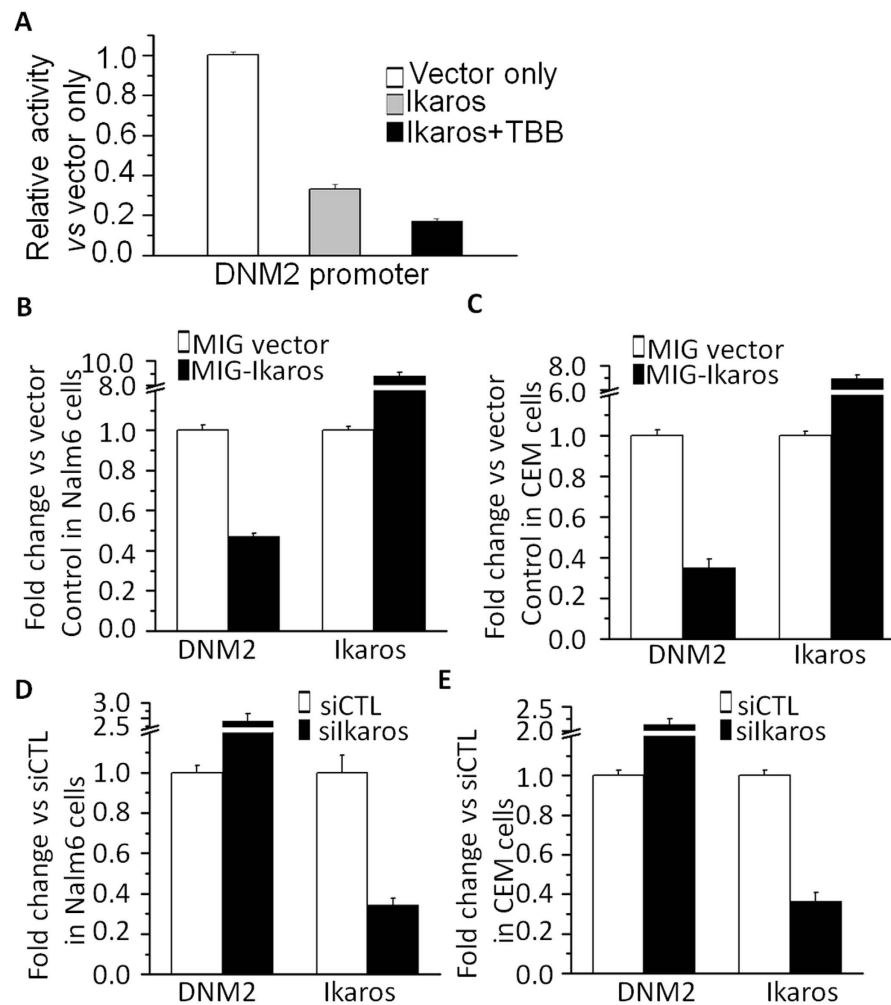 A
Relative activity
vs vector only
1.0
0.8
0.6
0.4
0.2
0.0
Vector only
Ikaros
Ikaros+TBB
DNM2 promoter
B
Fold change vs vector
Control in Nalm6 cells
10.0
8.0
1.0
0.8
0.6
0.4
0.2
0.0
MIG vector
MIG-Ikaros
DNM2 Ikaros
C
Fold change vs vector
Control in CEM cells
8.0
6.0
1.0
0.8
0.6
0.4
0.2
0.0
MIG vector
MIG-Ikaros
DNM2 Ikaros
D
Fold change vs siCTL
in Nalm6 cells
3.0
2.5
1.0
0.8
0.6
0.4
0.2
0.0
siCTL
siIkaros
DNM2 Ikaros
E
Fold change vs siCTL
in CEM cells
2.5
2.0
1.0
0.8
0.6
0.4
0.2
0.0
siCTL
siIkaros
DNM2 Ikaros